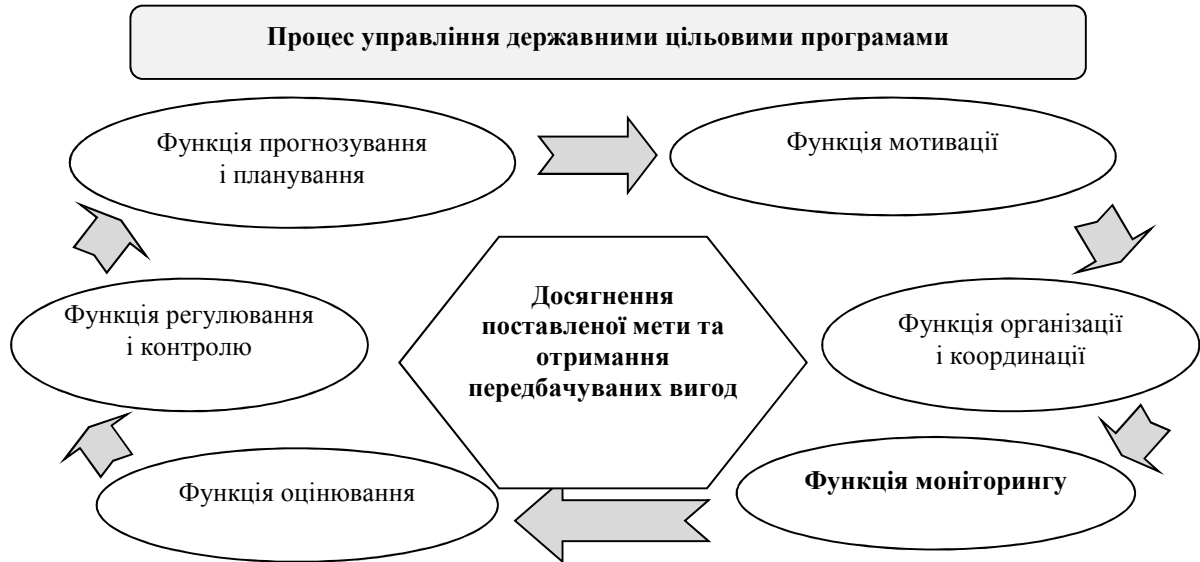 Процес управління державними цільовими програмами
Функція прогнозування
і планування
Функція мотивації
Функція регулювання
і контролю
Досягнення
поставленої мети та
отримання
передбачуваних вигод
Функція організації
і координації
Функція оцінювання
Функція моніторингу